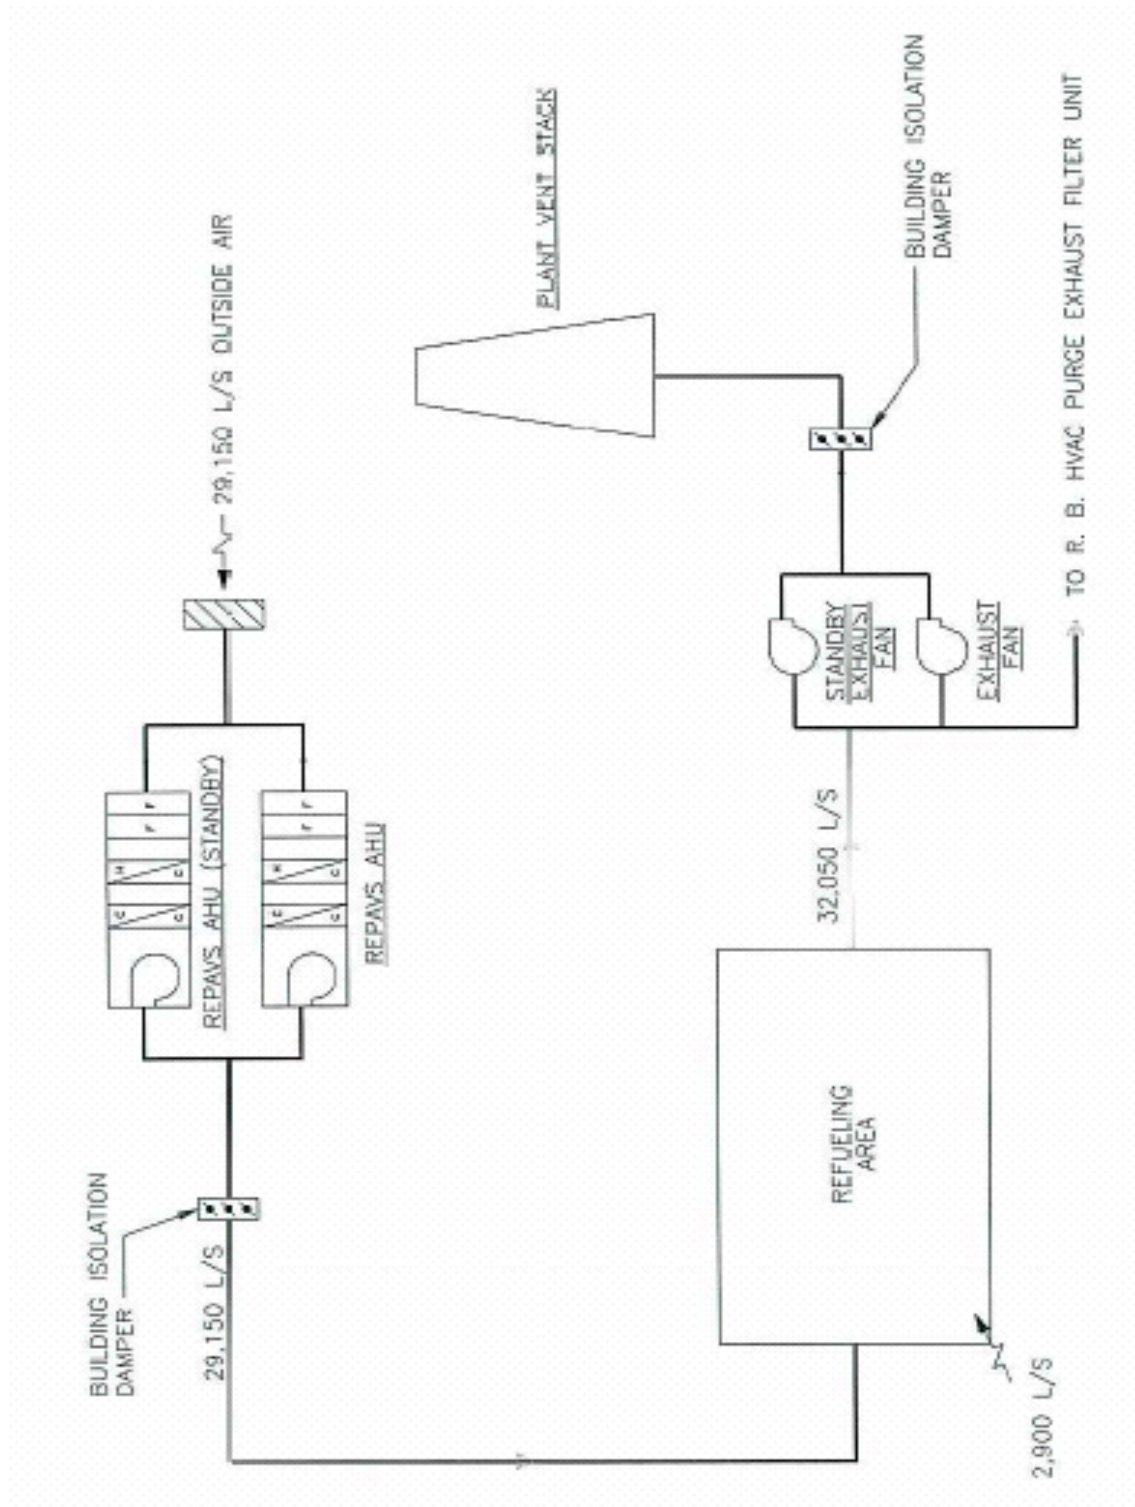 BUILDING ISOLATION
DAMPER
29,150 L/S
REPAVS AHU (STANDBY)
REPAVS AHU
29,150 L/S OUTSIDE AIR
PLANT VENT STACK
2,900 L/S
REFUELING
AREA
32,050 L/S
STANDBY
EXHAUST
FAN
EXHAUST
FAN
BUILDING ISOLATION
DAMPER
TO R. B. HVAC PURGE EXHAUST FILTER UNIT